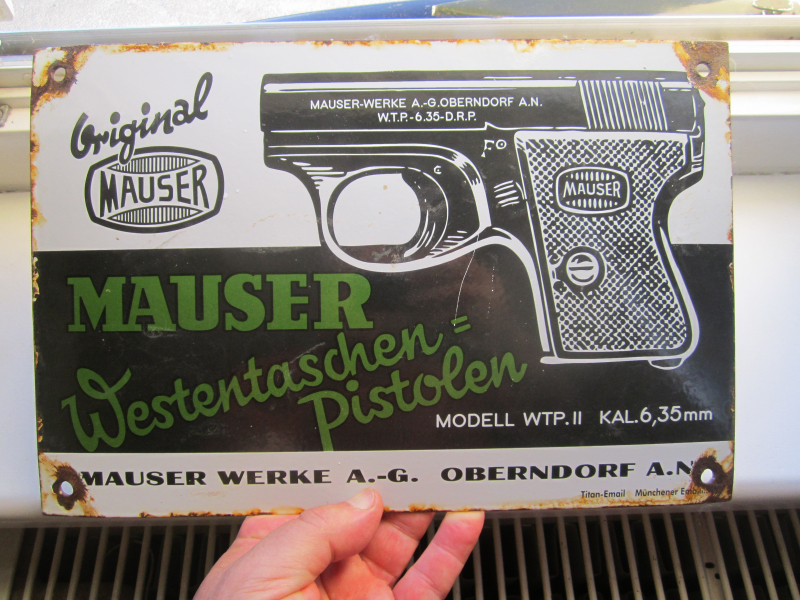 Original
MAUSER
MAUSER-WERKE A.-G. OBERNDORF A.N.
W.T.P.-6.35-D.R.P.
MAUSER
MAUSER
Westentaschen=
Pistolen
MODELL WTP.II KAL.6,35mm
MAUSER WERKE A.-G. OBERNDORF A.N.
Titan-Email Münchener